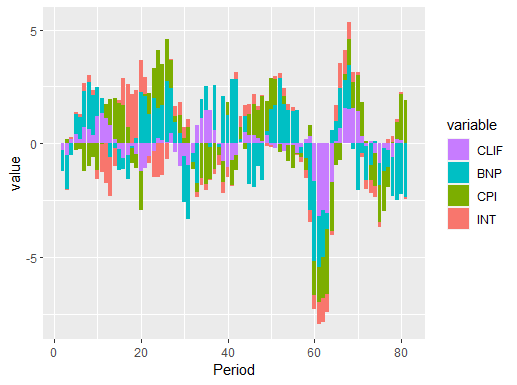 5
0
-5
value
0
20
40
60
80
Period
variable
CLIF
BNP
CPI
INT